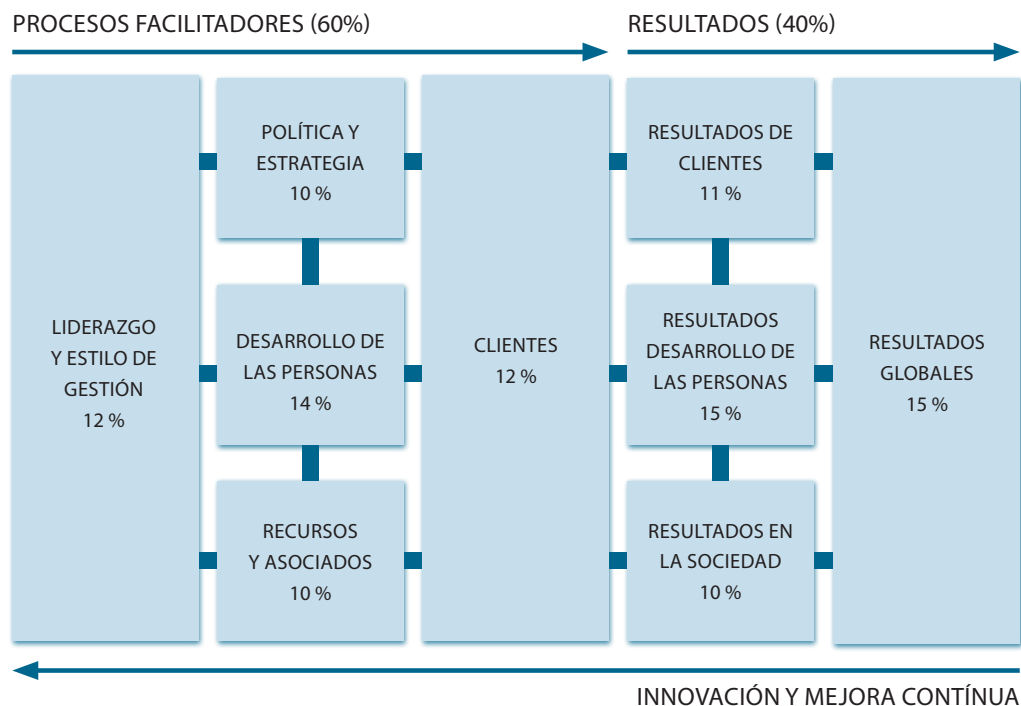 PROCESOS FACILITADORES (60%)
RESULTADOS (40%)
LIDERAZGO
Y ESTILO DE
GESTIÓN
12 %
POLÍTICA Y
ESTRATEGIA
10 %
DESARROLLO DE
LAS PERSONAS
14 %
RECURSOS
Y ASOCIADOS
10 %
CLIENTES
12 %
RESULTADOS DE
CLIENTES
11 %
RESULTADOS
DESARROLLO DE
LAS PERSONAS
15 %
RESULTADOS EN
LA SOCIEDAD
10 %
RESULTADOS
GLOBALES
15 %
INNOVACIÓN Y MEJORA CONTÍNUA